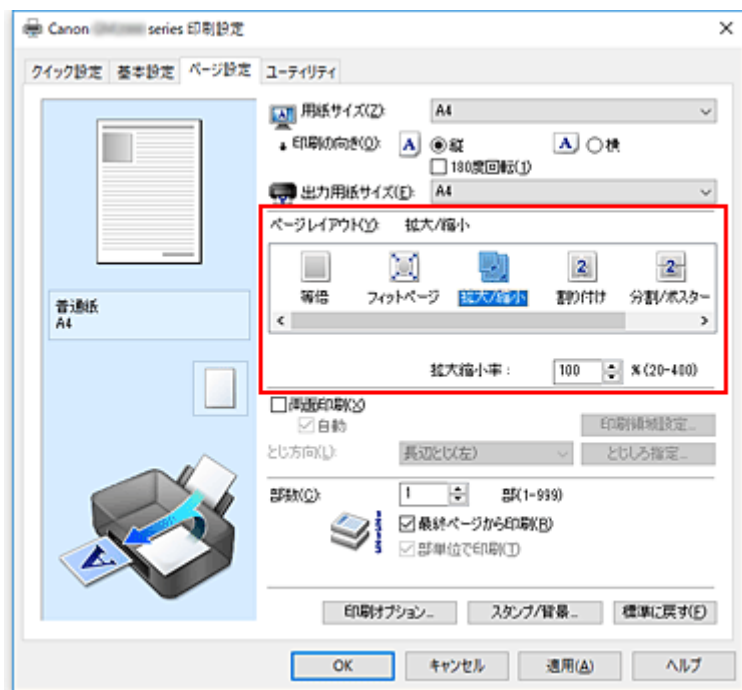 Canon series 印刷設定
クイック設定 基本設定 ページ設定 ユーティリティ
用紙サイズ(Z): A4
印刷の向き(O): A 縦 A 横
180度回転(1)
出力用紙サイズ(E): A4
ページレイアウト(Y): 拡大/縮小
等倍 フィットページ 拡大/縮小 割り付け 分割/ポスター
拡大縮小率: 100 % (20-400)
普通紙
A4
両面印刷(X)
自動 印刷領域設定...
とじ方向(L): 長辺とじ(左) とじしろ指定...
部数(C): 1 部(1-999)
最終ページから印刷(R)
部単位で印刷(T)
印刷オプション... スタンプ/背景... 標準に戻す(F)
OK キャンセル 適用(A) ヘルプ